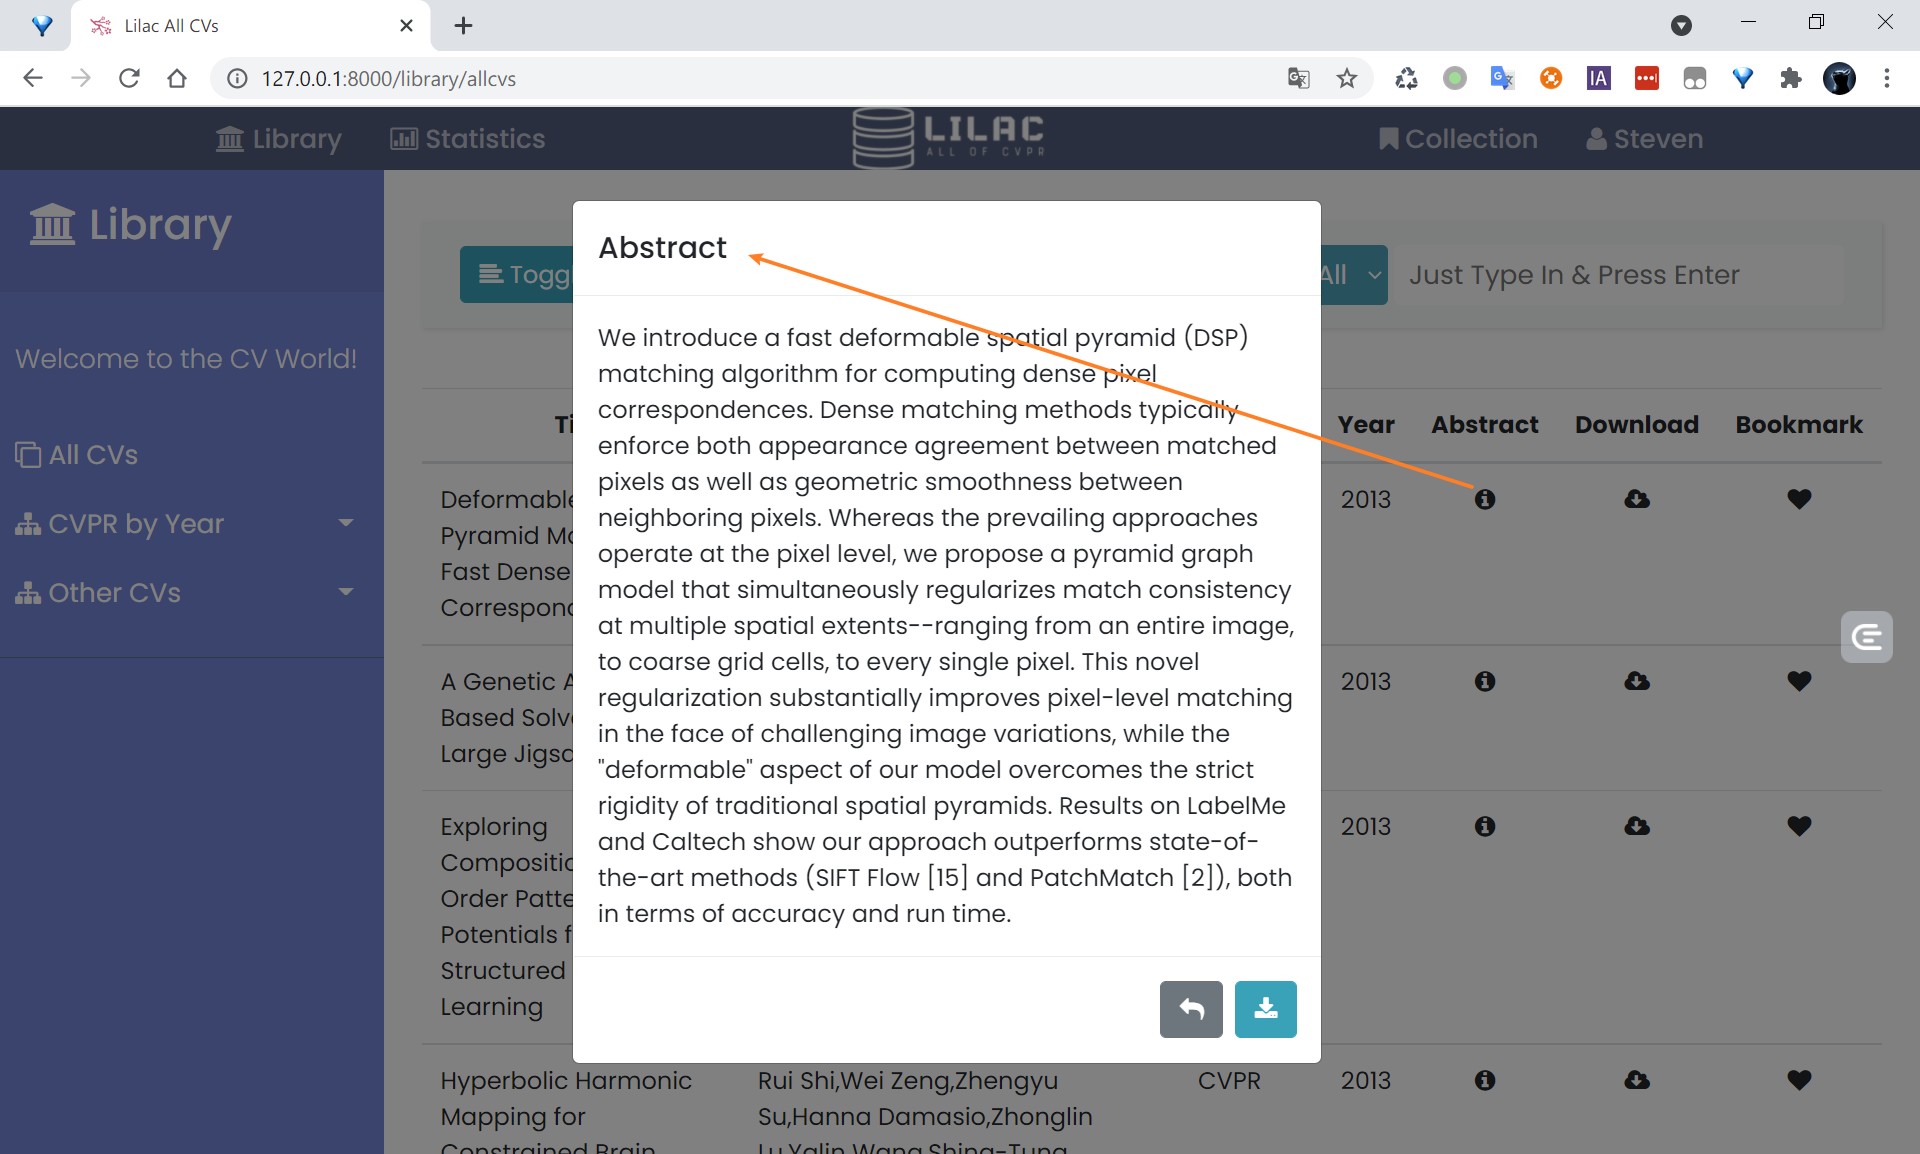 Lilac All CVs
127.0.0.1:8000/library/allcvs
IA
Library
Statistics
LILAC
ALL OF CVPR
Collection
Steven
Library
Welcome to the CV World!
All CVs
CVPR by Year
Other CVs
All
Just Type In & Press Enter
Year
Abstract
Download
Bookmark
Deformable
Pyramid
Fast Dense
2013
A Genetic
Based
Large
2013
Exploring
Order
Potentials
Structured
Learning
2013
Hyperbolic Harmonic
Mapping for
Constrained Brain
Rui Shi,Wei Zeng,Zhengyu
Su,Hanna Damasio,Zhonglin
Lu,Yalin Wang,Shing-Tung
CVPR
2013
Abstract
We introduce a fast deformable spatial pyramid (DSP)
matching algorithm for computing dense pixel
correspondences. Dense matching methods typically
enforce both appearance agreement between matched
pixels as well as geometric smoothness between
neighboring pixels. Whereas the prevailing approaches
operate at the pixel level, we propose a pyramid graph
model that simultaneously regularizes match consistency
at multiple spatial extents--ranging from an entire image,
to coarse grid cells, to every single pixel. This novel
regularization substantially improves pixel-level matching
in the face of challenging image variations, while the
"deformable" aspect of our model overcomes the strict
rigidity of traditional spatial pyramids. Results on LabelMe
and Caltech show our approach outperforms state-of-
the-art methods (SIFT Flow [15] and PatchMatch [2]), both
in terms of accuracy and run time.